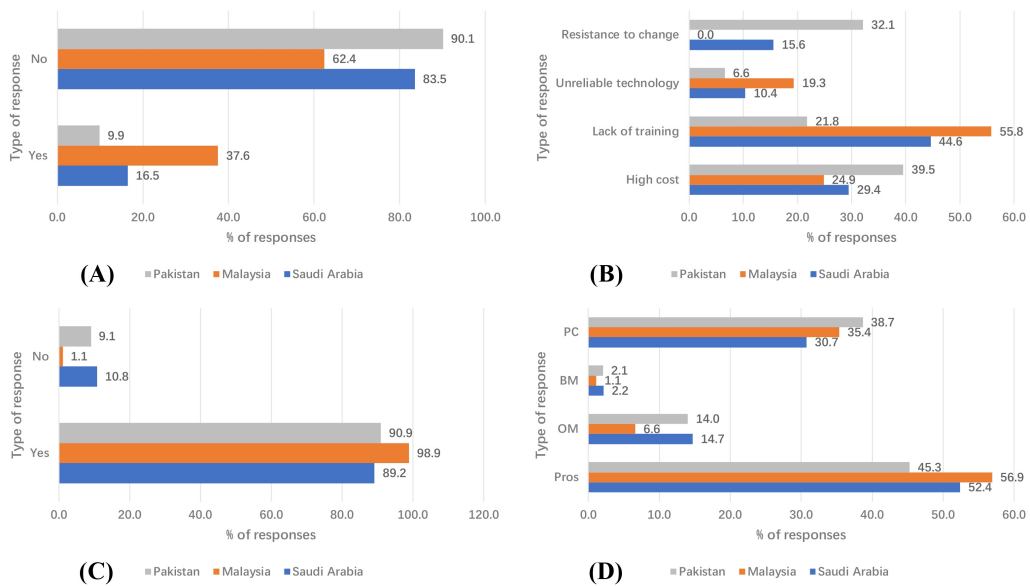 No
90.1
62.4
83.5
Yes
9.9
37.6
16.5
Type of response
0.0 20.0 40.0 60.0 80.0 100.0
% of responses
(A) Pakistan Malaysia Saudi Arabia
Resistance to change
32.1
0.0
15.6
Unreliable technology
6.6
19.3
10.4
Lack of training
21.8
55.8
44.6
High cost
39.5
24.9
29.4
Type of response
0.0 10.0 20.0 30.0 40.0 50.0 60.0
% of responses
(B) Pakistan Malaysia Saudi Arabia
No
9.1
1.1
10.8
Yes
90.9
98.9
89.2
Type of response
0.0 20.0 40.0 60.0 80.0 100.0 120.0
% of responses
(C) Pakistan Malaysia Saudi Arabia
PC
38.7
35.4
30.7
BM
2.1
1.1
2.2
OM
14.0
6.6
14.7
Pros
45.3
56.9
52.4
Type of response
0.0 10.0 20.0 30.0 40.0 50.0 60.0
% of responses
(D) Pakistan Malaysia Saudi Arabia